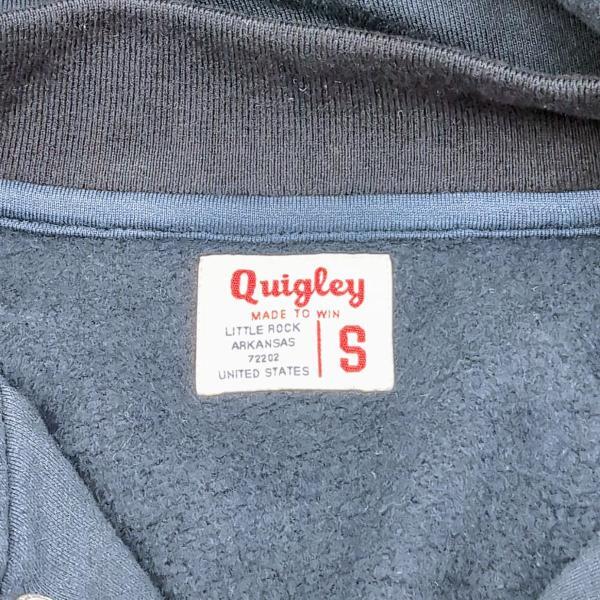 Quigley
MADE TO WIN
LITTLE ROCK
ARKANSAS
72202
UNITED STATES
S